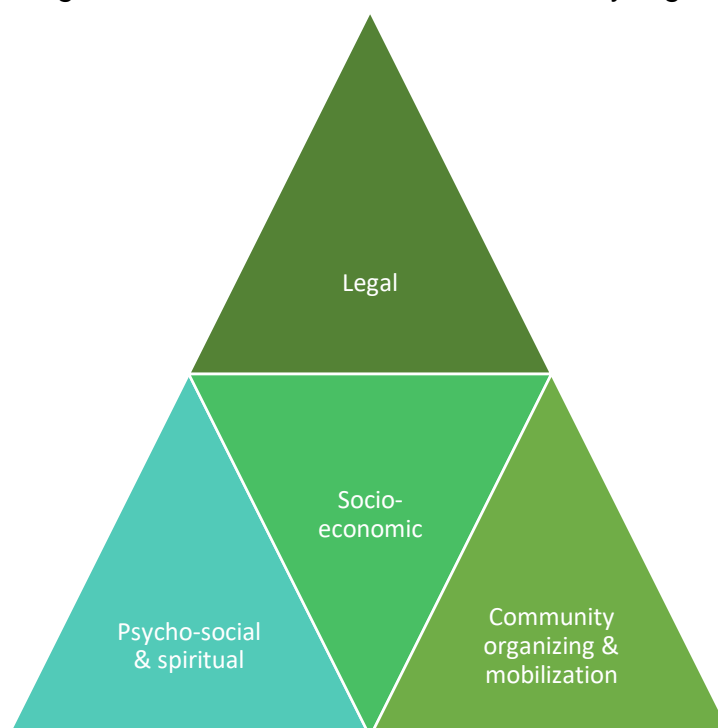 Legal
Socio-
economic
Psycho-social
& spiritual
Community
organizing &
mobilization